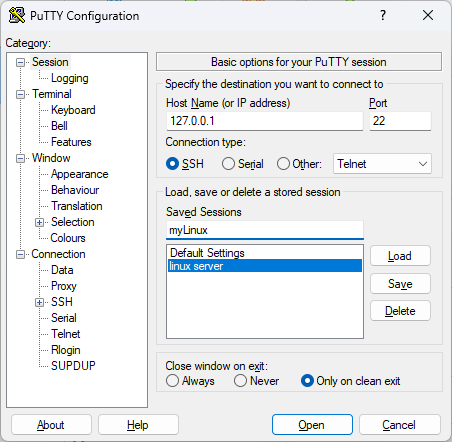 PuTTY Configuration
Category:
Session
Logging
Terminal
Keyboard
Bell
Features
Window
Appearance
Behaviour
Translation
Selection
Colours
Connection
Data
Proxy
SSH
Serial
Telnet
Rlogin
SUPDUP
Basic options for your PuTTY session
Specify the destination you want to connect to
Host Name (or IP address) Port
127.0.0.1 22
Connection type:
SSH Serial Other: Telnet
Load, save or delete a stored session
Saved Sessions
myLinux
Default Settings
linux server
Load
Save
Delete
Close window on exit:
Always Never Only on clean exit
About Help Open Cancel